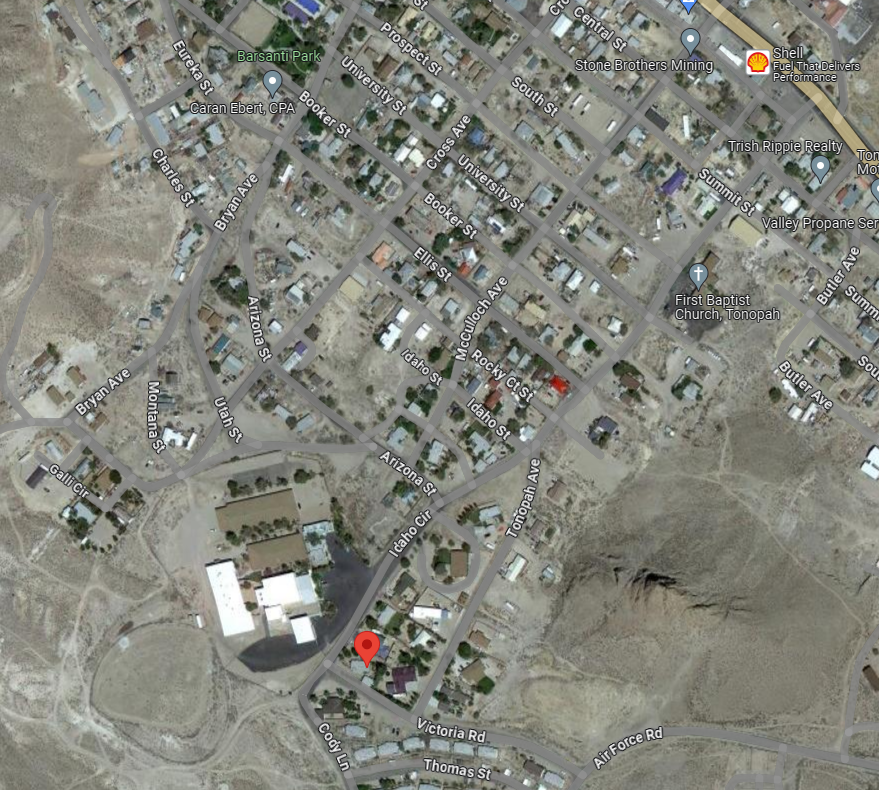 St
Central St
Prospect St
Barsanti Park
Eureka St
Stone Brothers Mining
Shell
Fuel That Delivers
Performance
University St
South St
Caran Ebert, CPA
Booker St
Cross Ave
Trish Rippie Realty
Charles St
University St
Summit St
Bryan Ave
Booker St
Valley Propane Ser
Ellis St
Butler Ave
First Baptist
Church, Tonopah
Summ
McCulloch Ave
Arizona St
Idaho St
Rocky Ct St
Sou
Butler Ave
Bryan Ave
Montana St
Utah St
Idaho St
Galli Cir
Arizona St
Tonopah Ave
Idaho Cir
Victoria Rd
Air Force Rd
Cody Ln
Thomas St